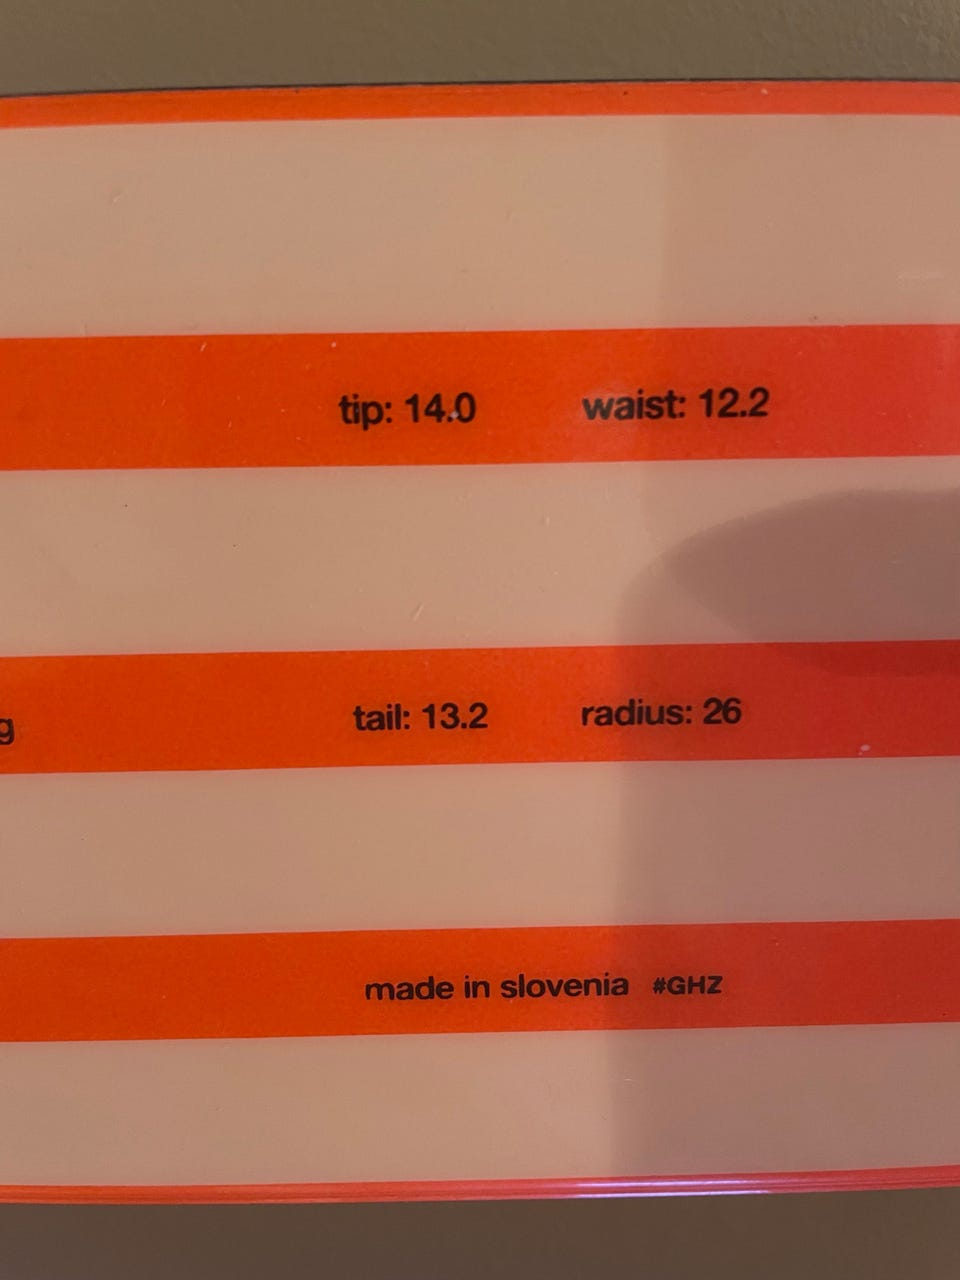 tip: 14.0 waist: 12.2
g tail: 13.2 radius: 26
made in slovenia #GHZ